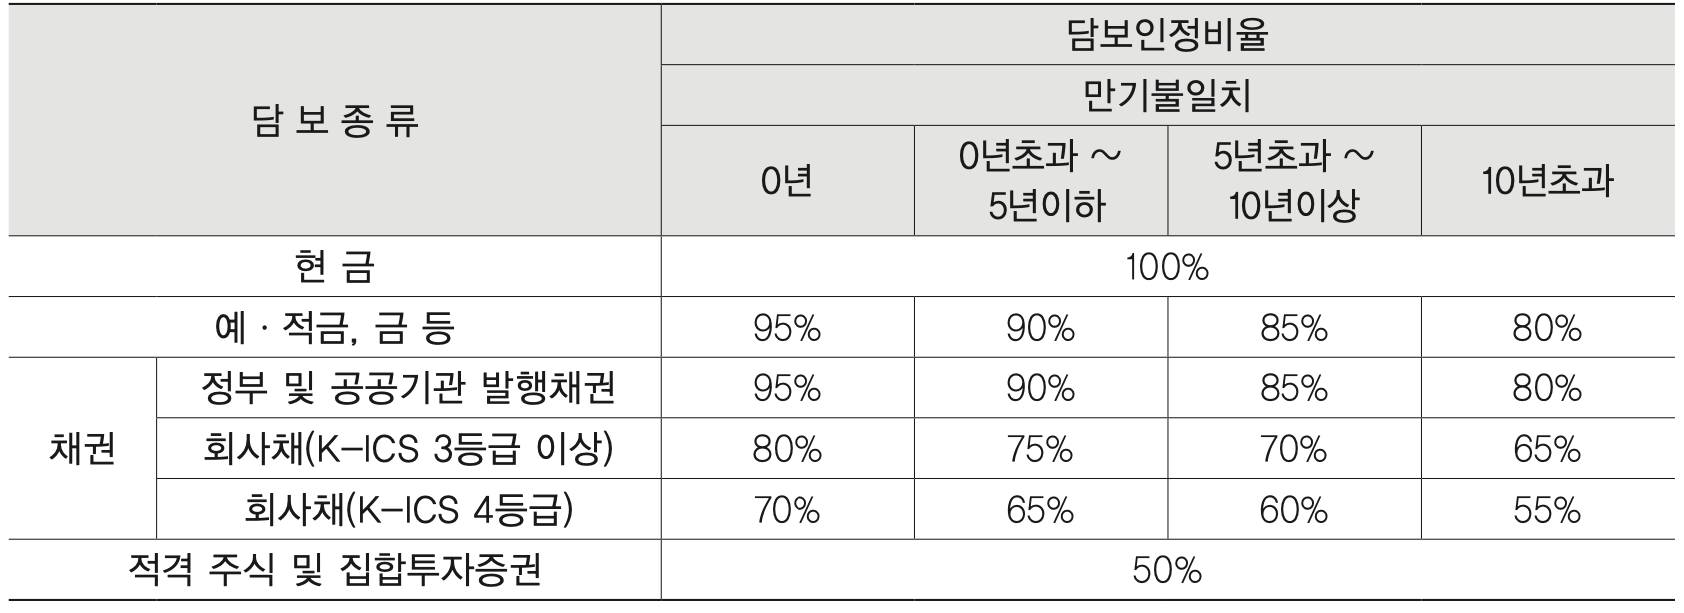 담 보 종 류
담보인정비율
만기불일치
0년
0년초과 ~
5년이하
5년초과 ~
10년이상
10년초과
현 금
100%
예 · 적금, 금 등
95%
90%
85%
80%
채권
정부 및 공공기관 발행채권
95%
90%
85%
80%
회사채(K-ICS 3등급 이상)
80%
75%
70%
65%
회사채(K-ICS 4등급)
70%
65%
60%
55%
적격 주식 및 집합투자증권
50%